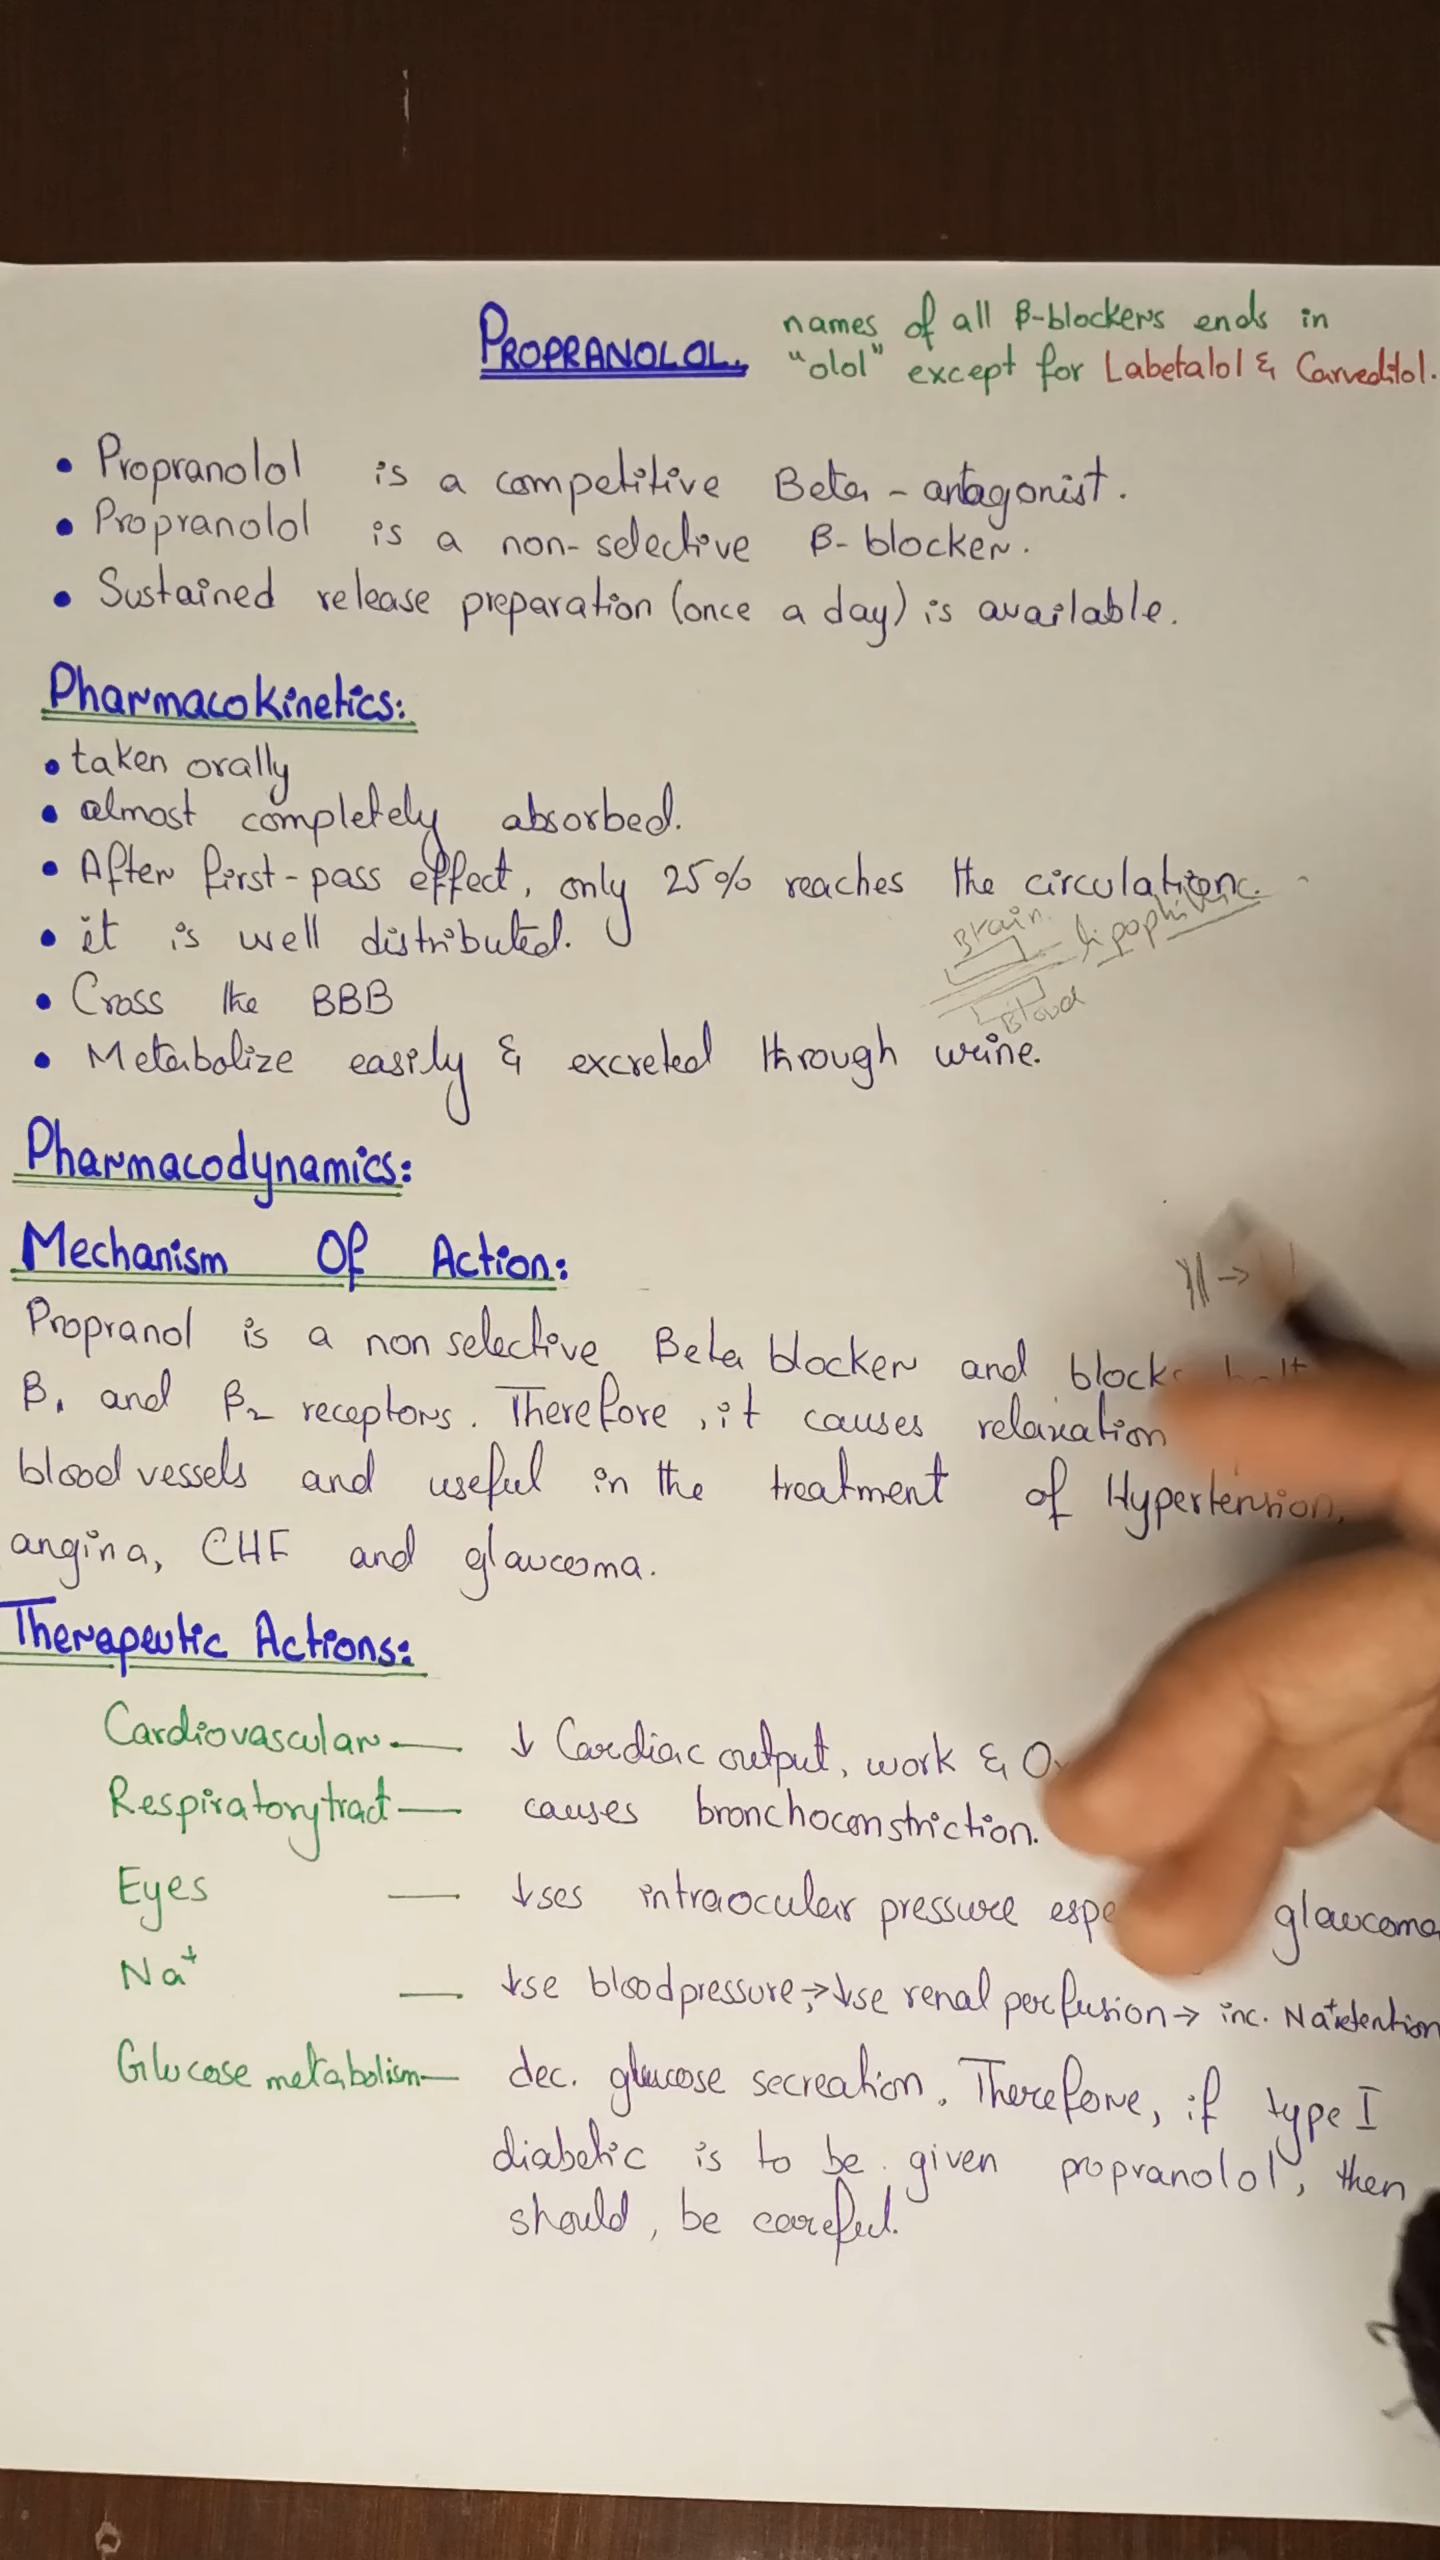 PROPRANOLOL.
names of all β-blockers ends in
"olol" except for Labetalol & Carvedilol.
• Propranolol is a competitive Beta-antagonist.
• Propranolol is a non-selective β-blocker.
• Sustained release preparation (once a day) is available.
Pharmacokinetics:
• taken orally
• almost completely absorbed.
• After first-pass effect, only 25% reaches the circulation.
• it is well distributed.
Brain
lipophilic
Blood
• Cross the BBB
• Metabolize easily & excreted through urine.
Pharmacodynamics:
Mechanism Of Action:
Propranol is a non selective Beta blocker and blocks
β₁ and β₂ receptors. Therefore, it causes relaxation
blood vessels and useful in the treatment of Hypertension,
angina, CHF and glaucoma.
Therapeutic Actions:
Cardiovascular — ↓ Cardiac output, work &
Respiratory tract — causes bronchoconstriction.
Eyes — ↓ses intraocular pressure glaucoma
Na⁺ — ↓se blood pressure, → ↓se renal perfusion → inc. Na⁺ retention
Glucose metabolism — dec. glucose secreation. Therefore, if type I
diabetic is to be given propranolol, then
should, be careful.